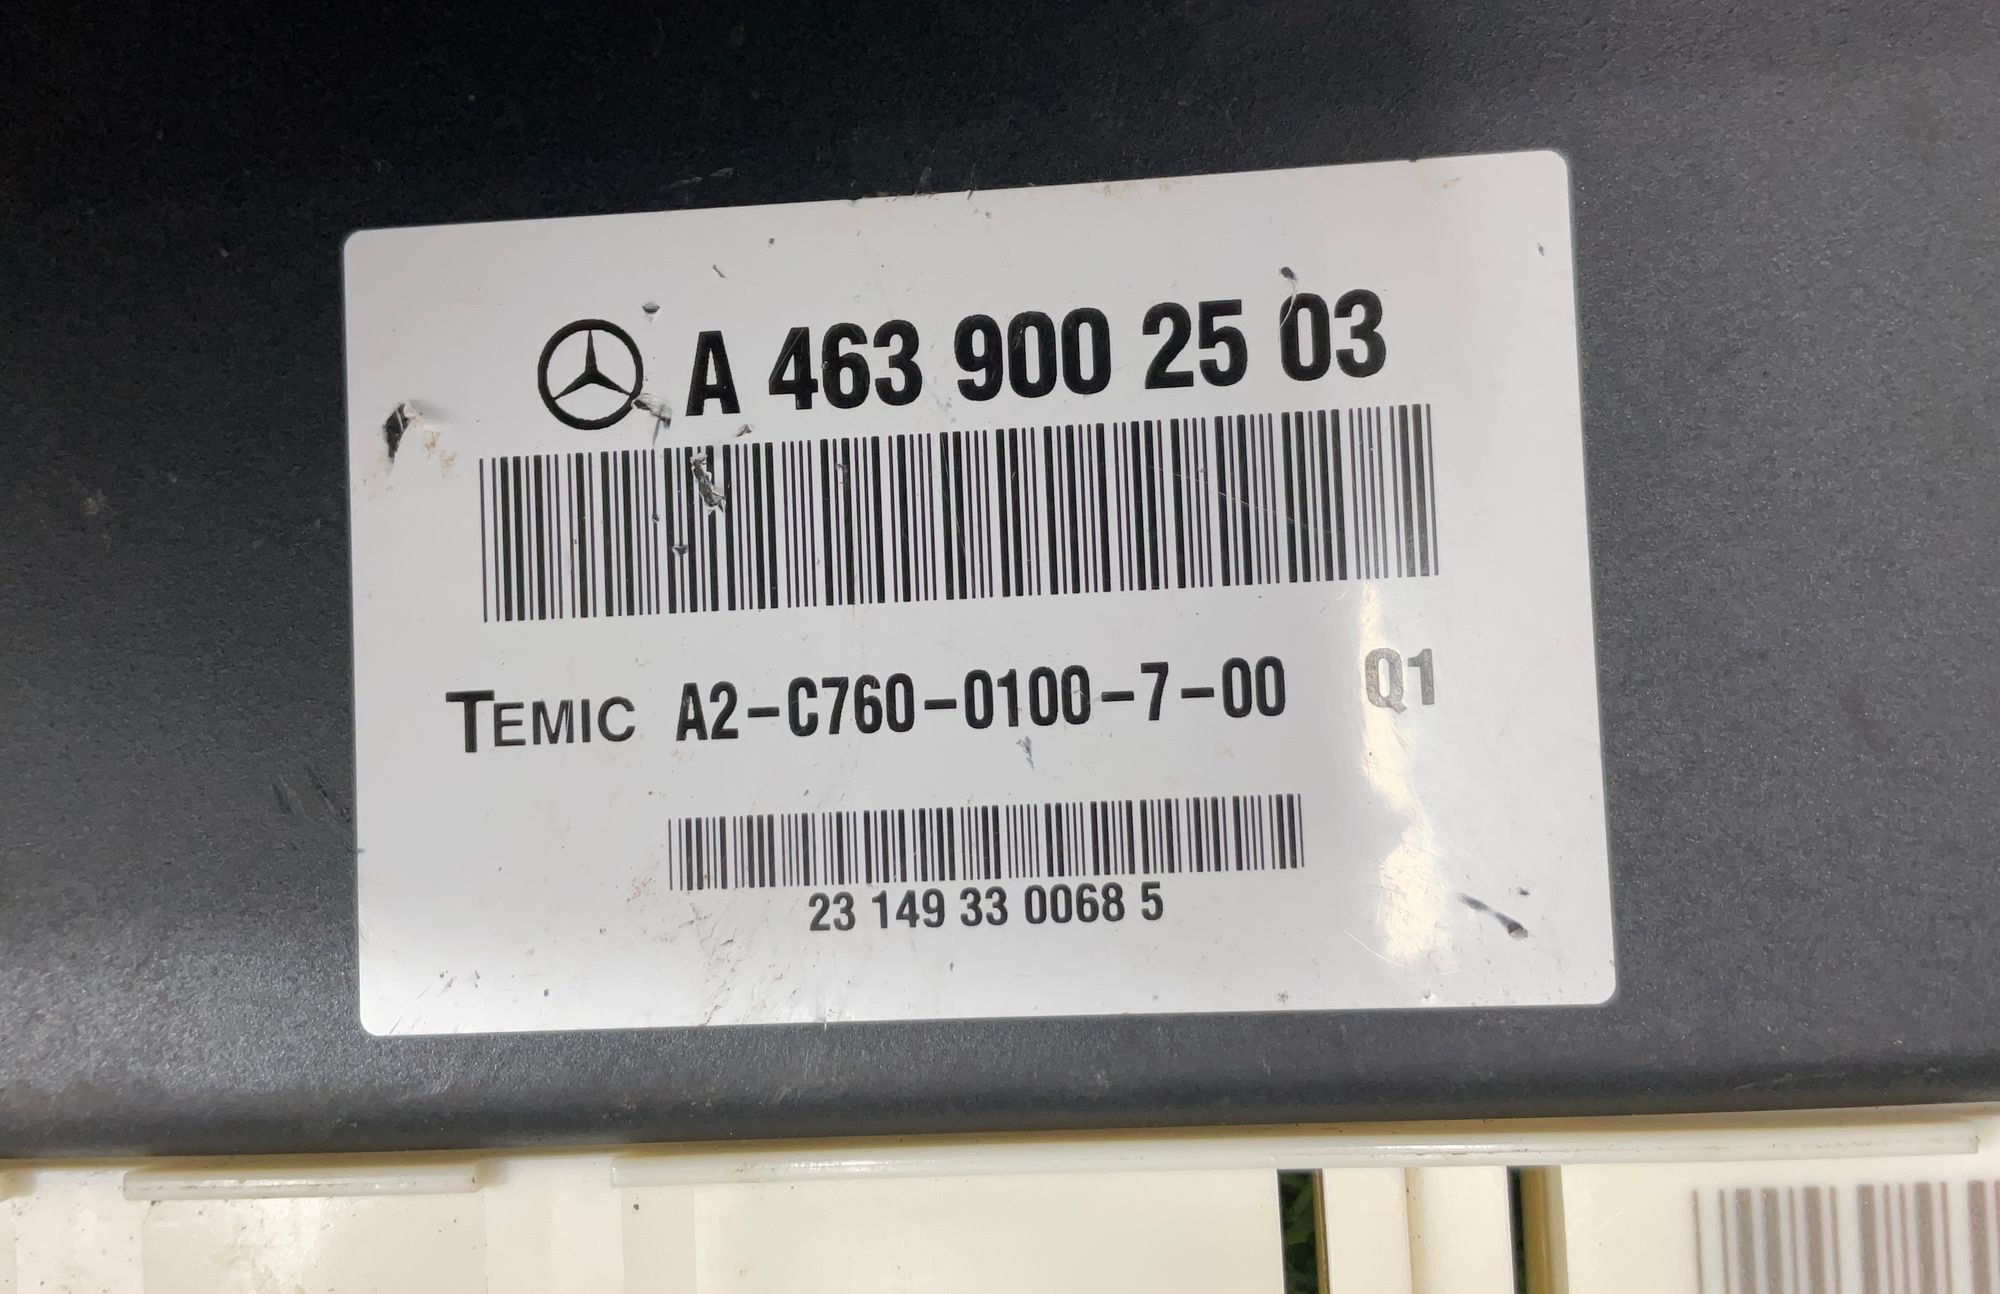 A 463 900 25 03
TEMIC A2-C760-0100-7-00 Q1
23 149 33 0068 5